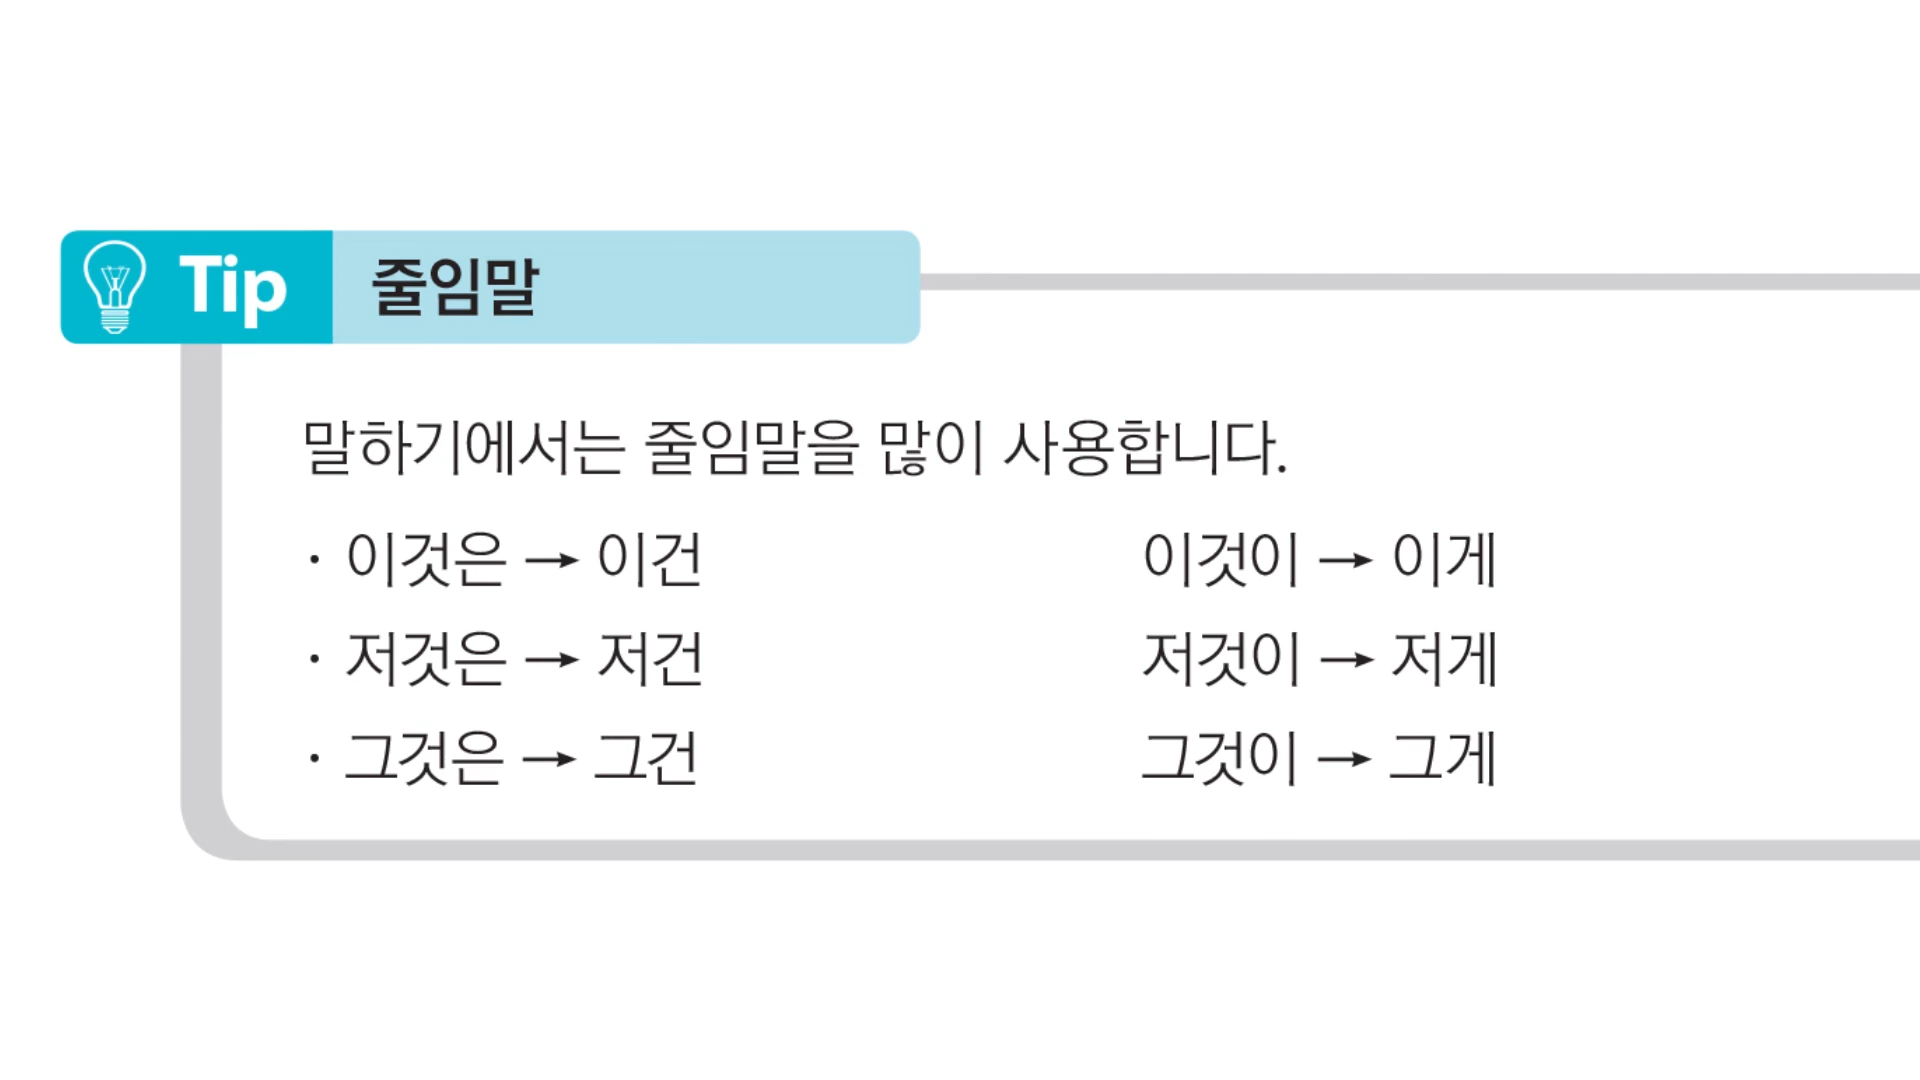 Tip 줄임말
말하기에서는 줄임말을 많이 사용합니다.
· 이것은 → 이건 이것이 → 이게
· 저것은 → 저건 저것이 → 저게
· 그것은 → 그건 그것이 → 그게